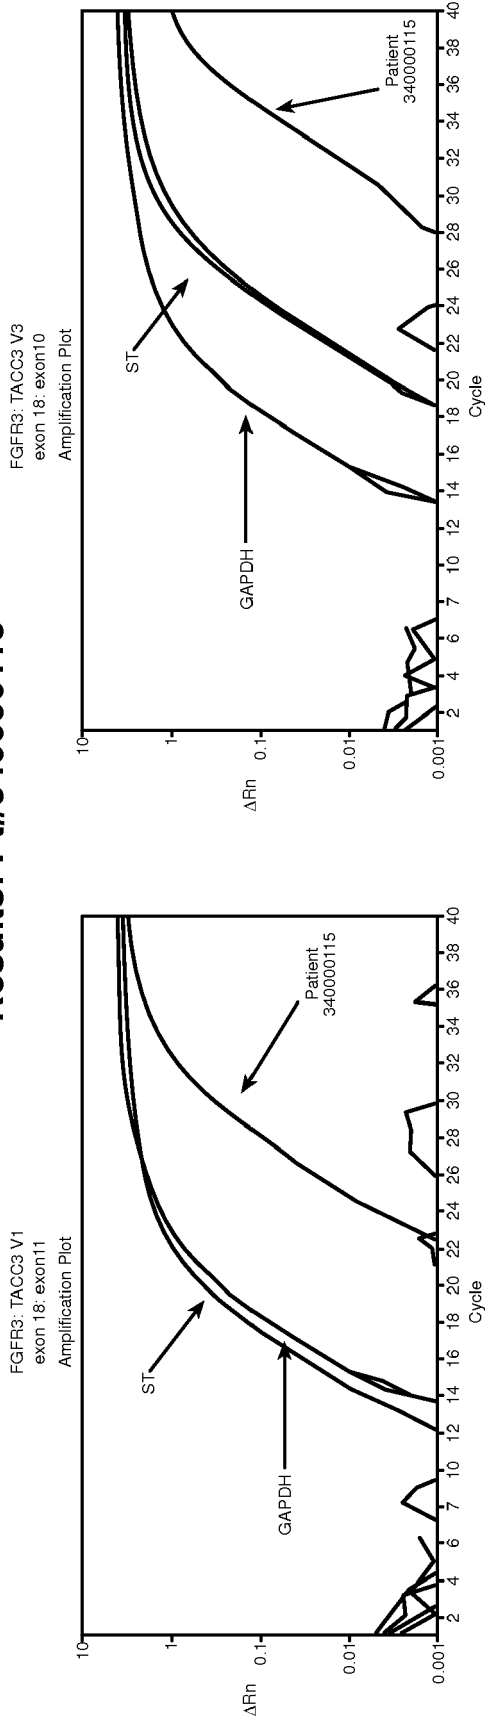 FGFR3: TACC3 V1
exon 18: exon11
Amplification Plot
10
1
0.1
0.01
0.001
ΔRn
ST
GAPDH
Patient
340000115
2 4 6 7 10 12 14 16 18 20 22 24 26 28 30 32 34 36 38 40
Cycle
FGFR3: TACC3 V3
exon 18: exon10
Amplification Plot
10
1
0.1
0.01
0.001
ΔRn
ST
GAPDH
Patient
340000115
2 4 6 7 10 12 14 16 18 20 22 24 26 28 30 32 34 36 38 40
Cycle